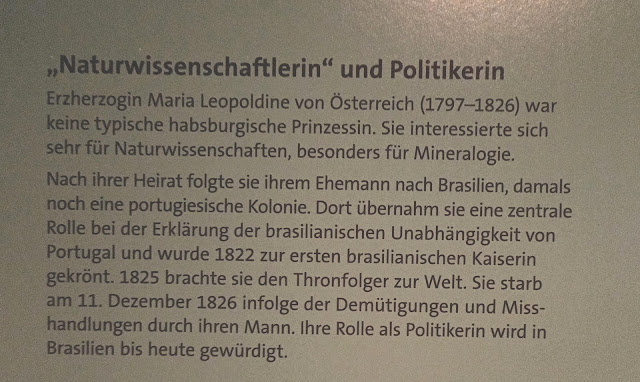 „Naturwissenschaftlerin“ und Politikerin
Erzherzogin Maria Leopoldine von Österreich (1797–1826) war
keine typische habsburgische Prinzessin. Sie interessierte sich
sehr für Naturwissenschaften, besonders für Mineralogie.
Nach ihrer Heirat folgte sie ihrem Ehemann nach Brasilien, damals
noch eine portugiesische Kolonie. Dort übernahm sie eine zentrale
Rolle bei der Erklärung der brasilianischen Unabhängigkeit von
Portugal und wurde 1822 zur ersten brasilianischen Kaiserin
gekrönt. 1825 brachte sie den Thronfolger zur Welt. Sie starb
am 11. Dezember 1826 infolge der Demütigungen und Miss-
handlungen durch ihren Mann. Ihre Rolle als Politikerin wird in
Brasilien bis heute gewürdigt.